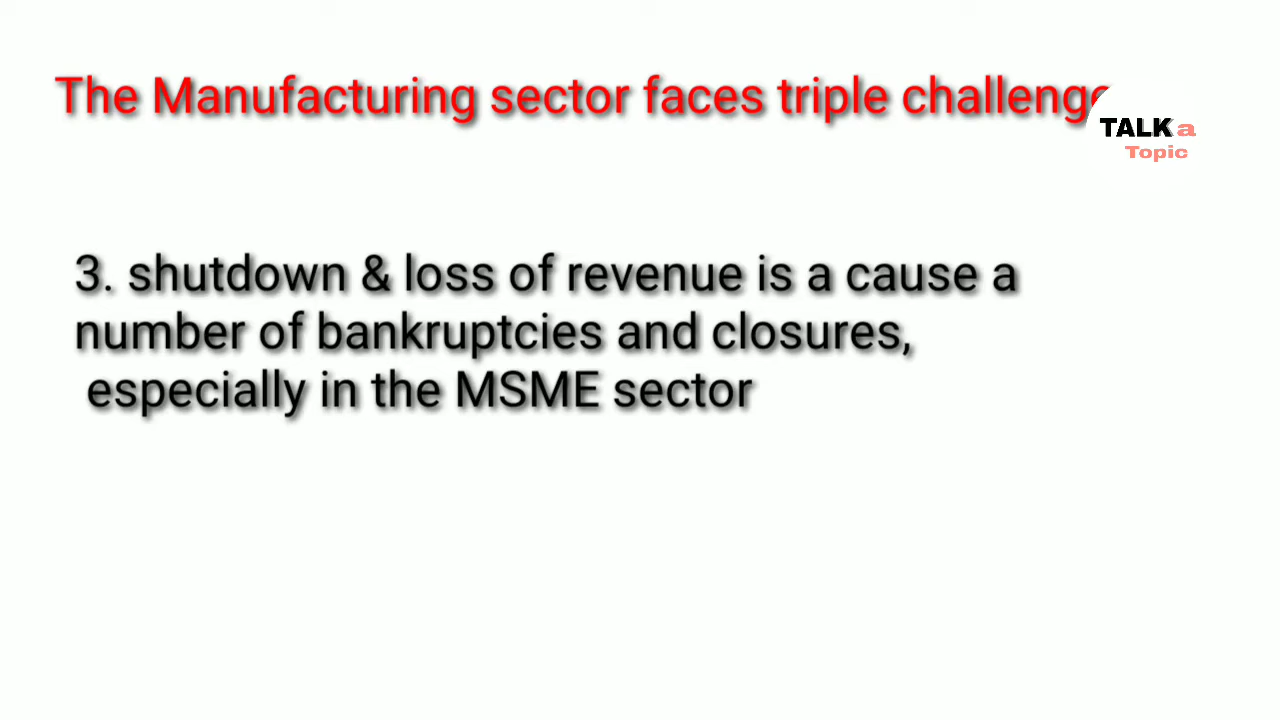 The Manufacturing sector faces triple challenge
TALK a
Topic
3. shutdown & loss of revenue is a cause a
number of bankruptcies and closures,
especially in the MSME sector